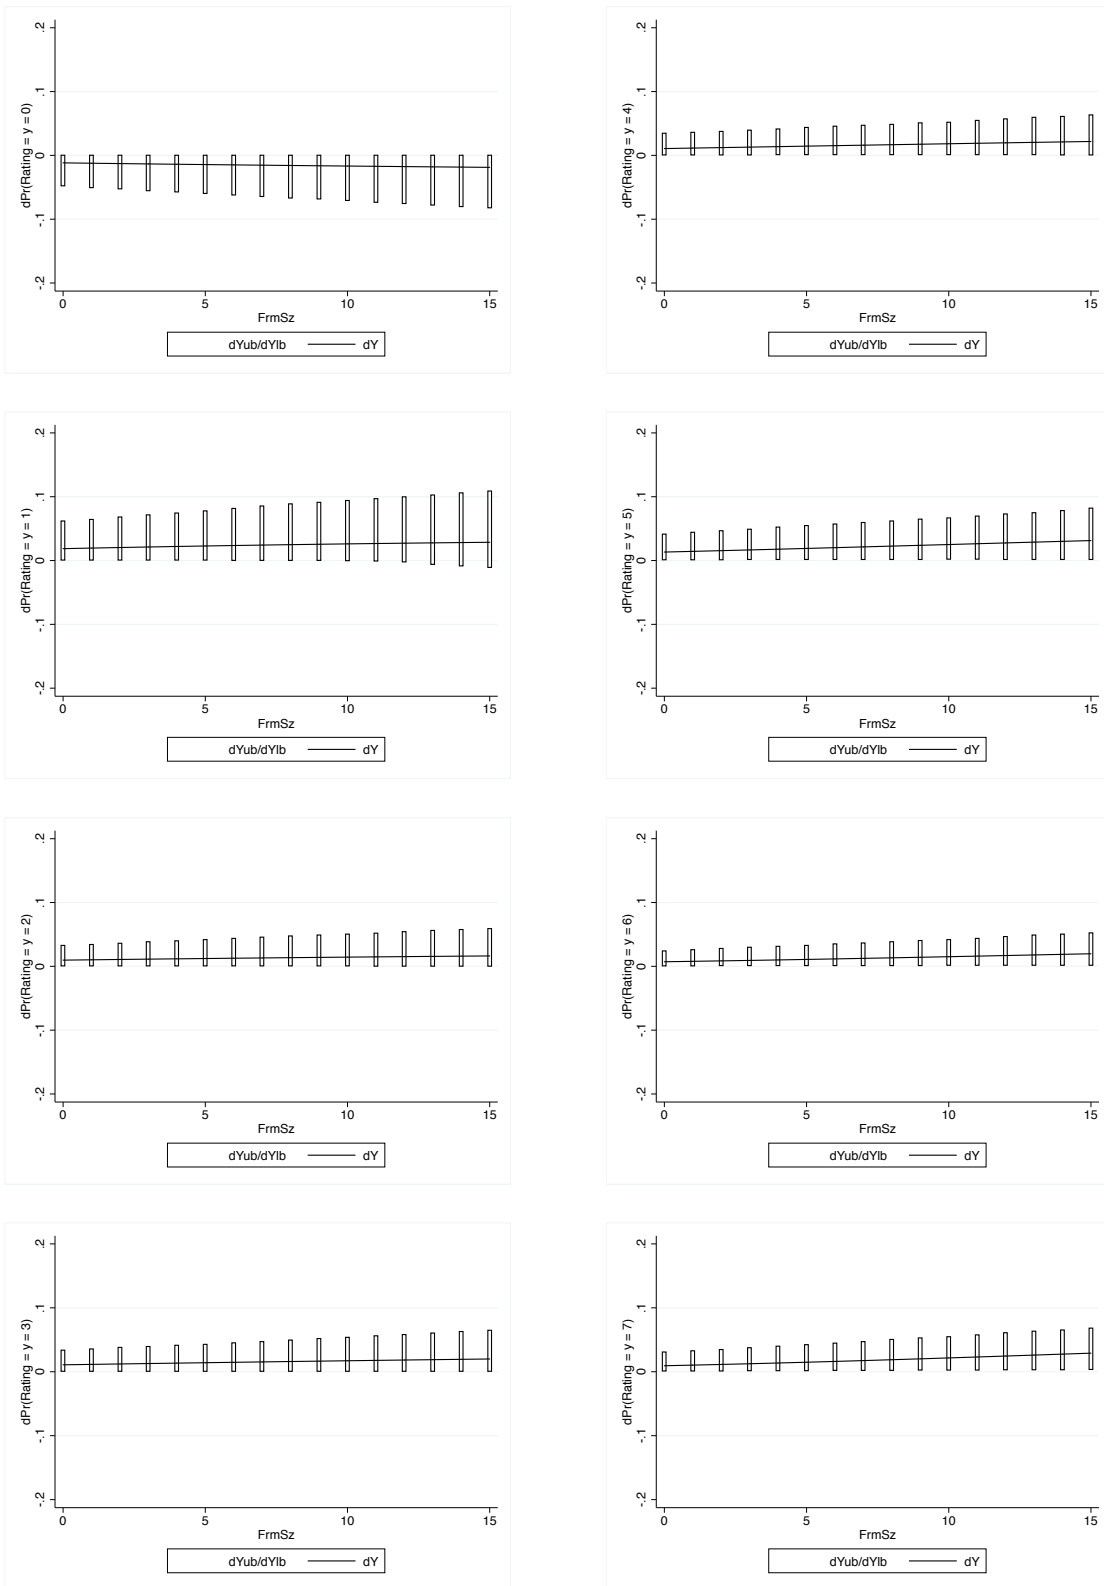 dPr(Rating = y = 0)
.2
.1
0
-.1
-.2
0 5 10 15
FrmSz
dYub/dYlb dY
dPr(Rating = y = 4)
.2
.1
0
-.1
-.2
0 5 10 15
FrmSz
dYub/dYlb dY
dPr(Rating = y = 1)
.2
.1
0
-.1
-.2
0 5 10 15
FrmSz
dYub/dYlb dY
dPr(Rating = y = 5)
.2
.1
0
-.1
-.2
0 5 10 15
FrmSz
dYub/dYlb dY
dPr(Rating = y = 2)
.2
.1
0
-.1
-.2
0 5 10 15
FrmSz
dYub/dYlb dY
dPr(Rating = y = 6)
.2
.1
0
-.1
-.2
0 5 10 15
FrmSz
dYub/dYlb dY
dPr(Rating = y = 3)
.2
.1
0
-.1
-.2
0 5 10 15
FrmSz
dYub/dYlb dY
dPr(Rating = y = 7)
.2
.1
0
-.1
-.2
0 5 10 15
FrmSz
dYub/dYlb dY